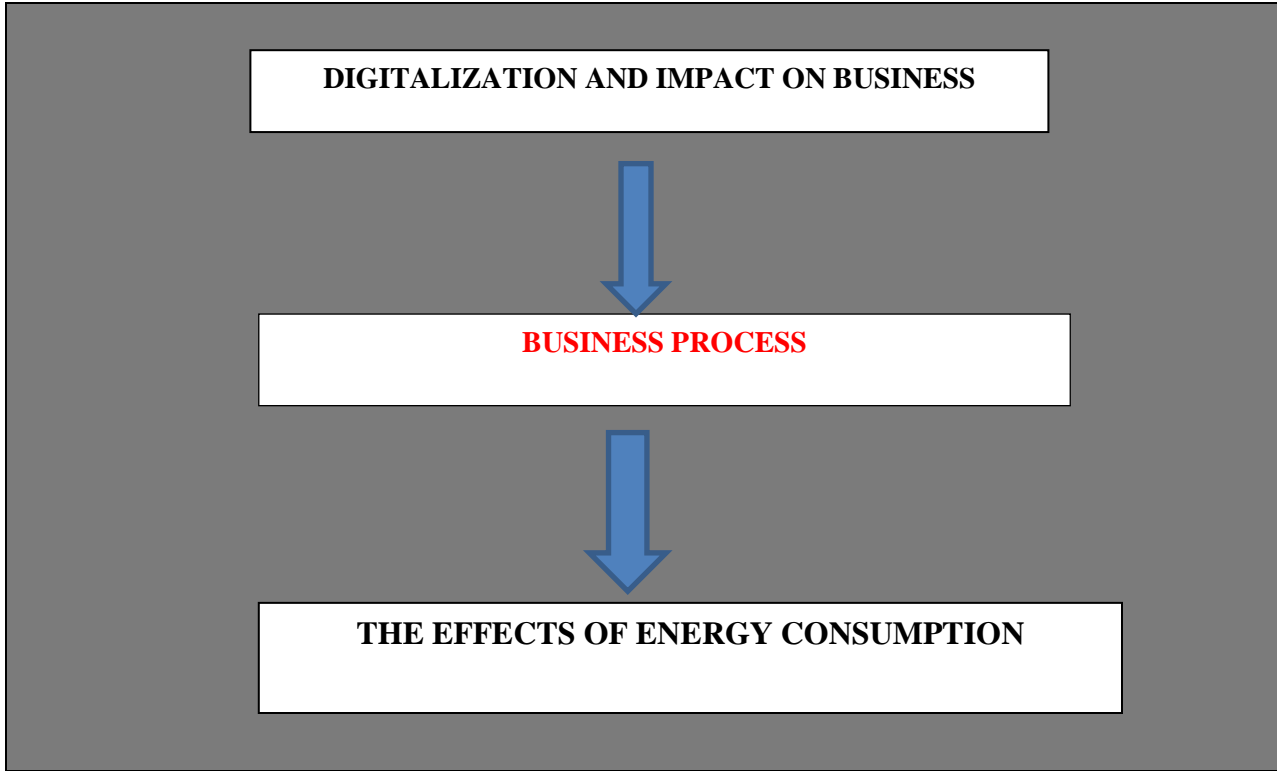 DIGITALIZATION AND IMPACT ON BUSINESS
BUSINESS PROCESS
THE EFFECTS OF ENERGY CONSUMPTION